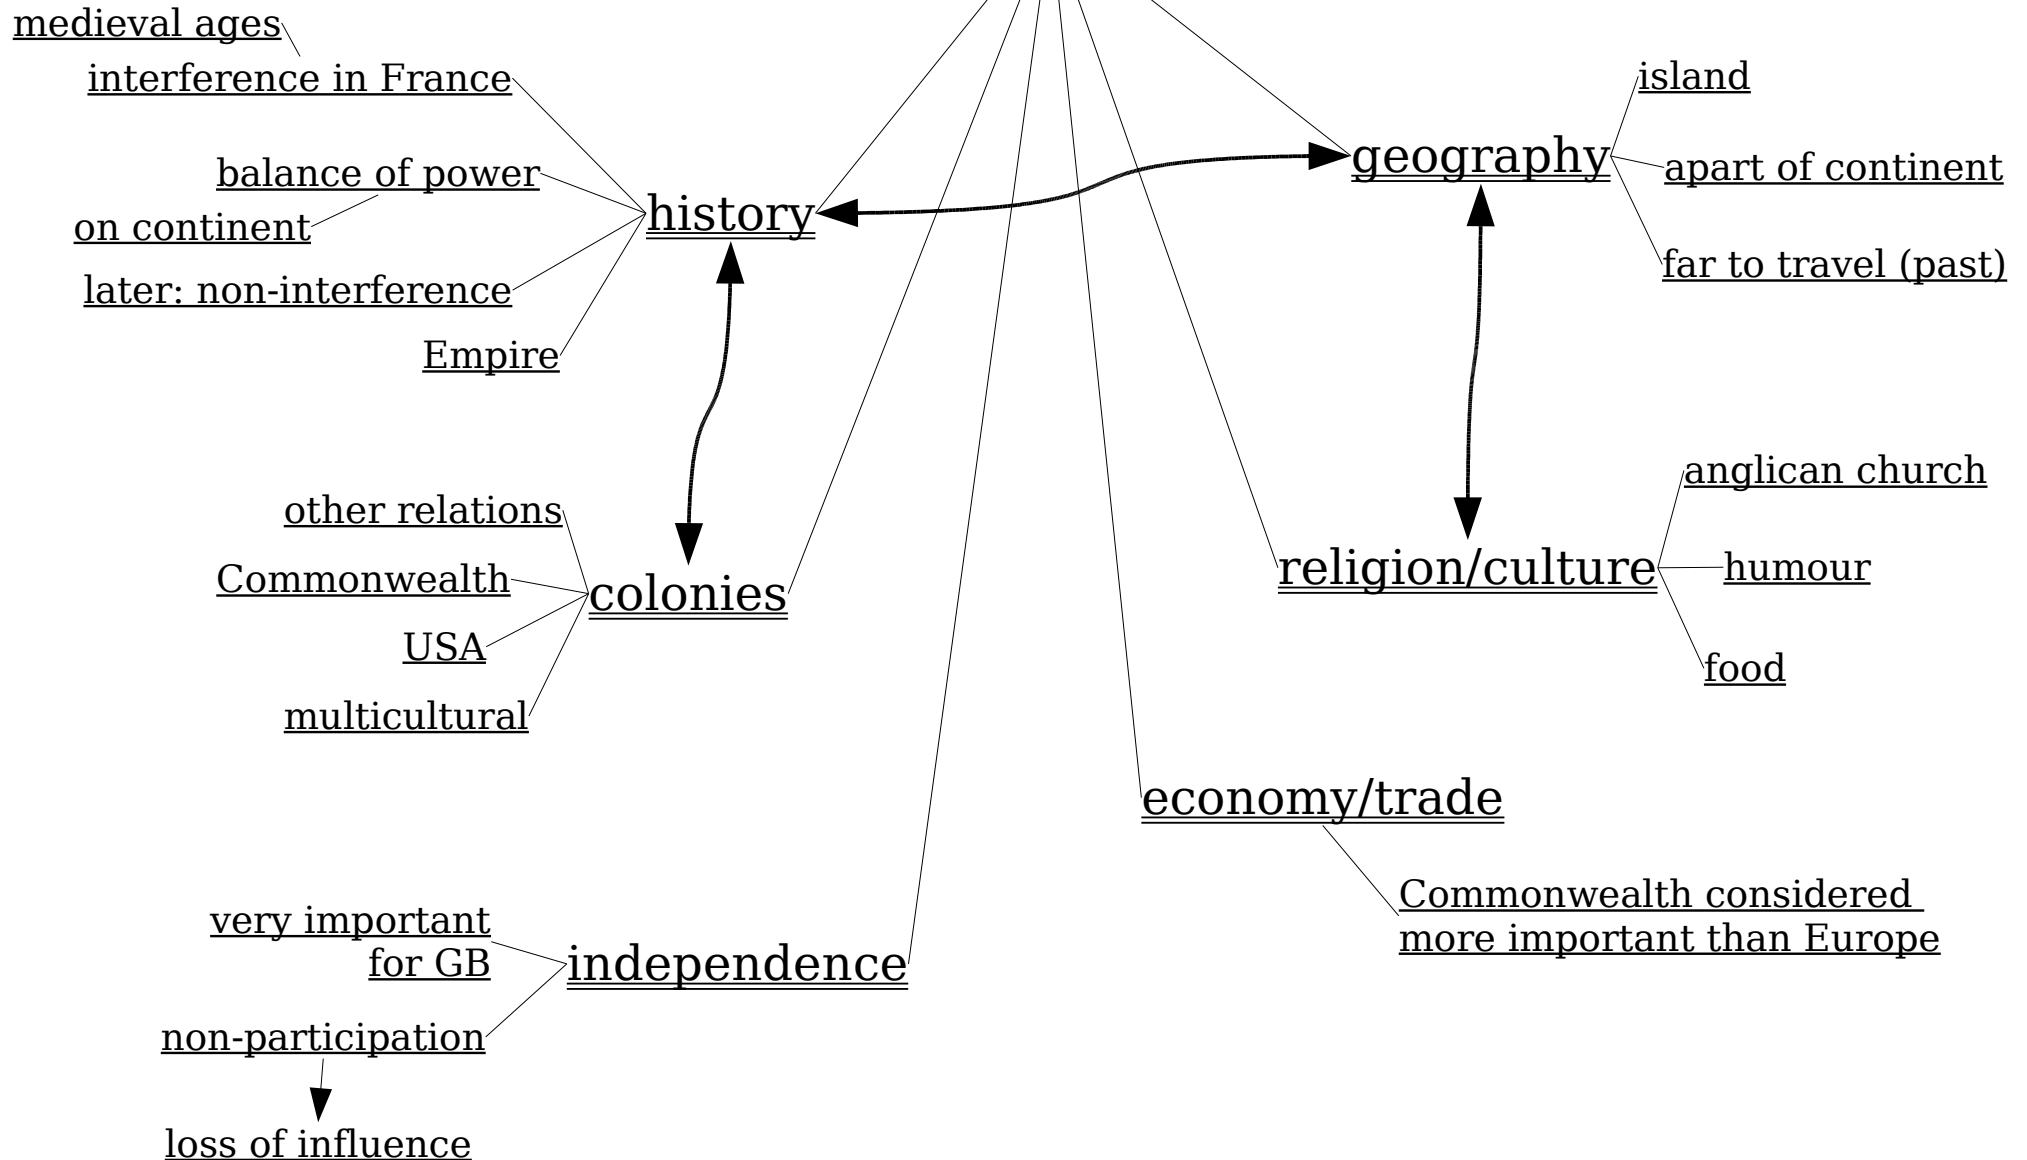 medieval ages
interference in France
balance of power
on continent
later: non-interference
Empire
history
geography
island
apart of continent
far to travel (past)
other relations
Commonwealth
USA
multicultural
colonies
religion/culture
anglican church
humour
food
economy/trade
Commonwealth considered
more important than Europe
very important
for GB
independence
non-participation
loss of influence